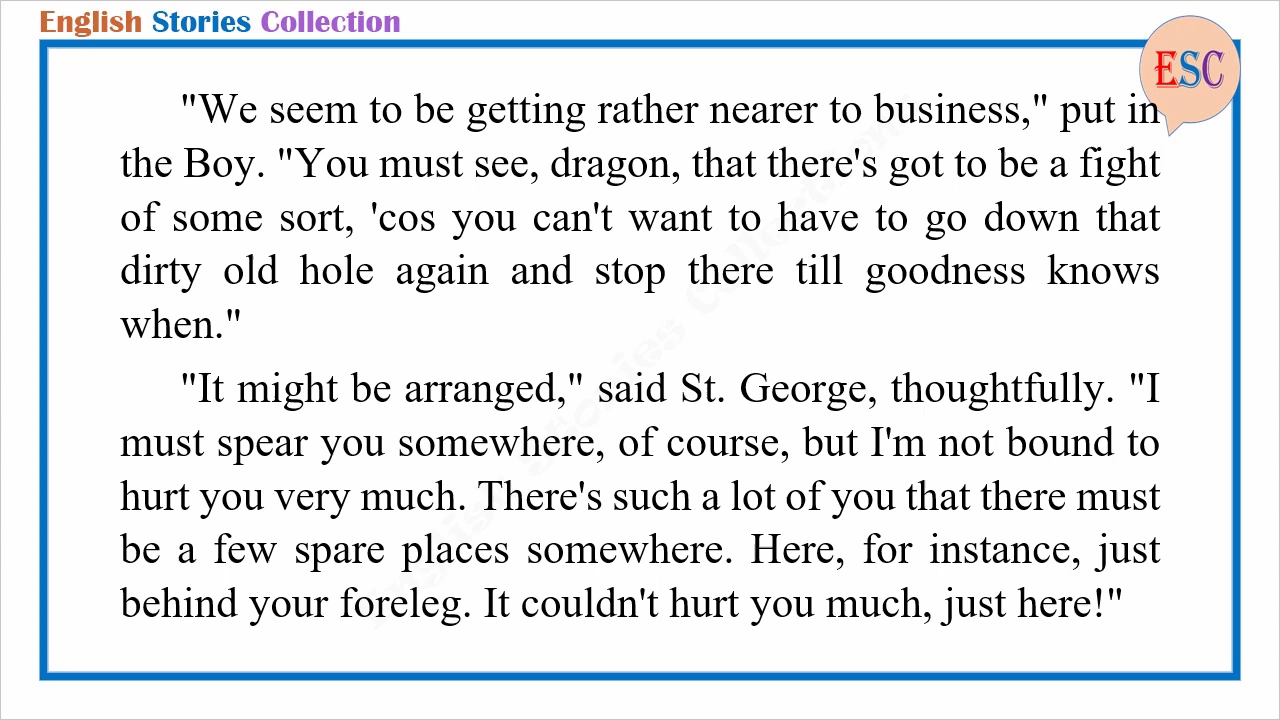 English Stories Collection
ESC
"We seem to be getting rather nearer to business," put in
the Boy. "You must see, dragon, that there's got to be a fight
of some sort, 'cos you can't want to have to go down that
dirty old hole again and stop there till goodness knows
when."
"It might be arranged," said St. George, thoughtfully. "I
must spear you somewhere, of course, but I'm not bound to
hurt you very much. There's such a lot of you that there must
be a few spare places somewhere. Here, for instance, just
behind your foreleg. It couldn't hurt you much, just here!"
English Stories Collection